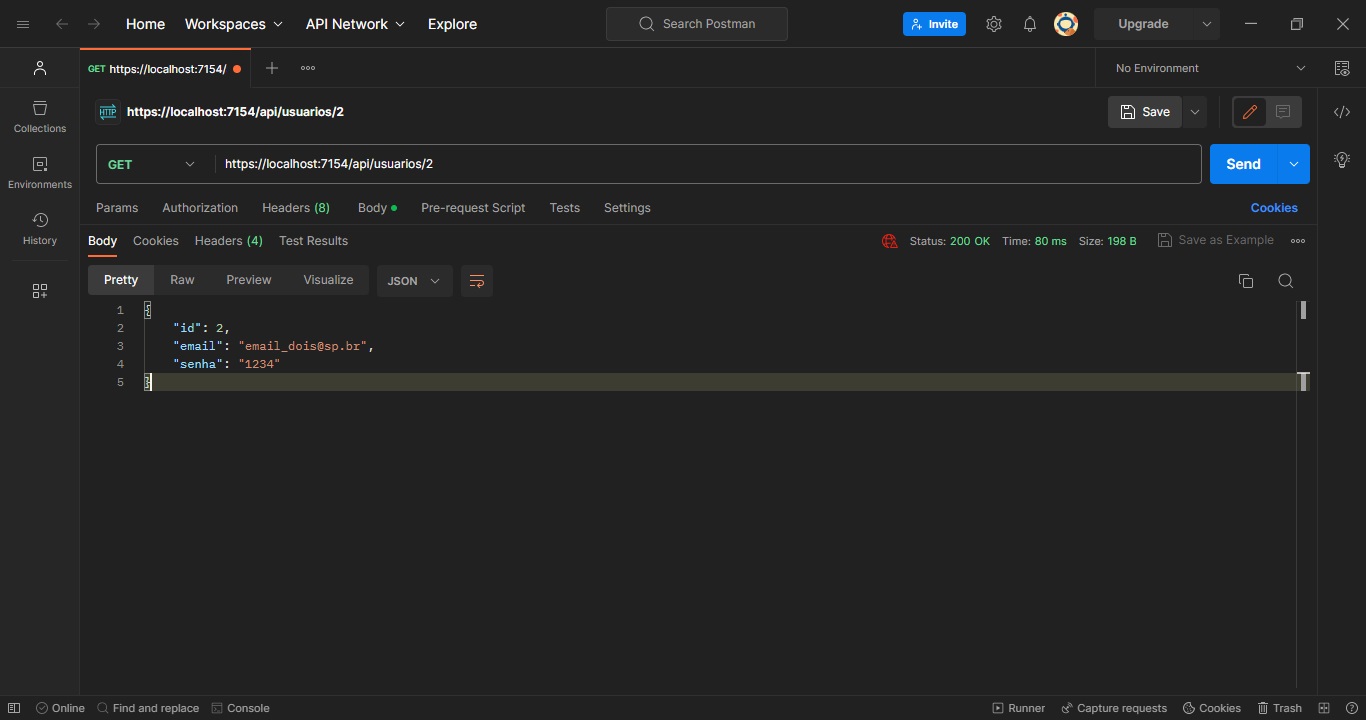 Home Workspaces API Network Explore Search Postman Invite Upgrade
GET https://localhost:7154/ No Environment
HTTP https://localhost:7154/api/usuarios/2 Save
GET https://localhost:7154/api/usuarios/2 Send
Params Authorization Headers (8) Body Pre-request Script Tests Settings Cookies
Body Cookies Headers (4) Test Results Status: 200 OK Time: 80 ms Size: 198 B Save as Example
Pretty Raw Preview Visualize JSON
Collections
Environments
History
1 {
2 "id": 2,
3 "email": "email_dois@sp.br",
4 "senha": "1234"
5 }
Online Find and replace Console Runner Capture requests Cookies Trash